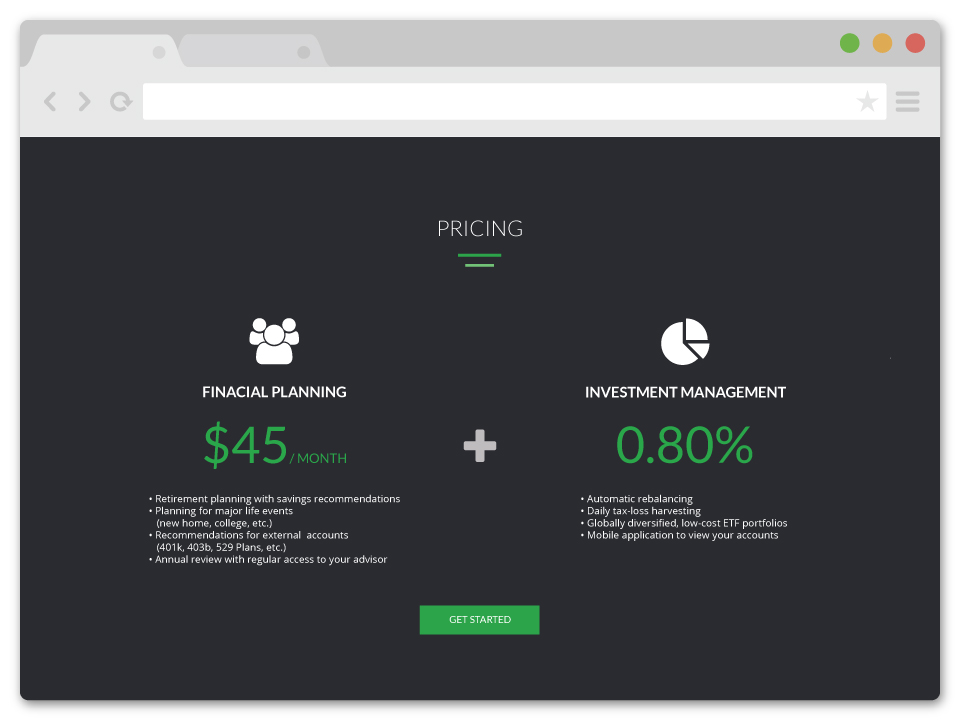 PRICING
FINACIAL PLANNING
$45 / MONTH
• Retirement planning with savings recommendations
• Planning for major life events
(new home, college, etc.)
• Recommendations for external accounts
(401k, 403b, 529 Plans, etc.)
• Annual review with regular access to your advisor
INVESTMENT MANAGEMENT
0.80%
• Automatic rebalancing
• Daily tax-loss harvesting
• Globally diversified, low-cost ETF portfolios
• Mobile application to view your accounts
GET STARTED